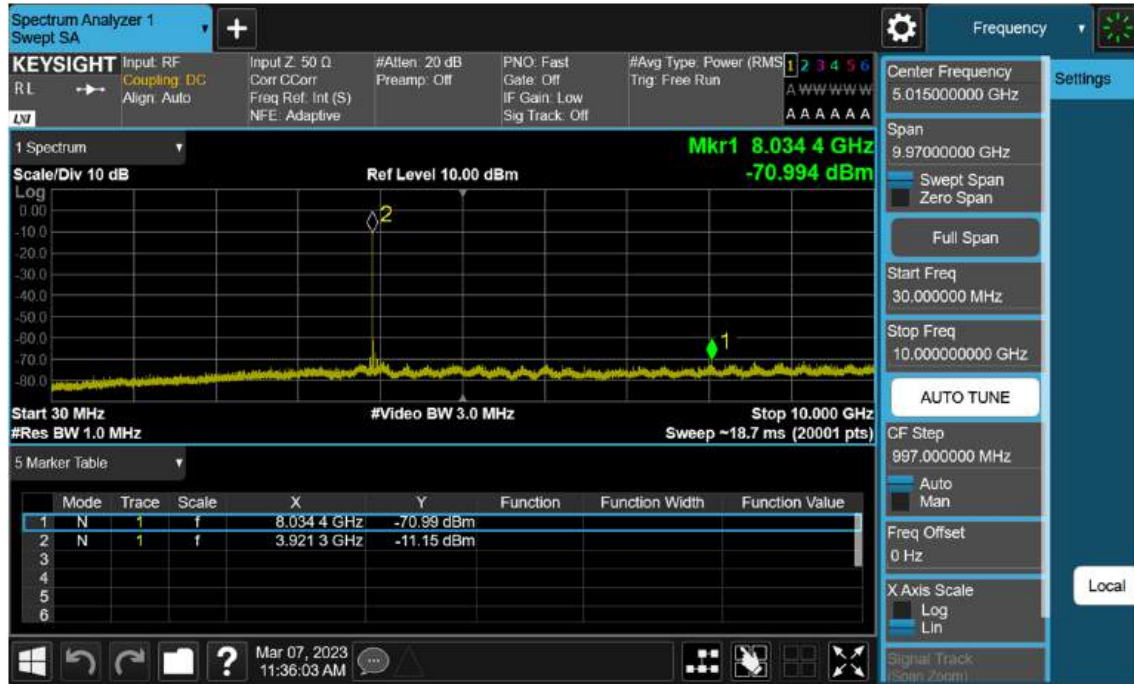 Spectrum Analyzer 1
Swept SA
Frequency
KEYSIGHT
RL
LXI
Input: RF
Coupling: DC
Align: Auto
Input Z: 50 Ω
Corr CCorr
Freq Ref: Int (S)
NFE: Adaptive
#Atten: 20 dB
Preamp: Off
PNO: Fast
Gate: Off
IF Gain: Low
Sig Track: Off
#Avg Type: Power (RMS
Trig: Free Run
1 2 3 4 5 6
A W W W W W
A A A A A A
1 Spectrum
Mkr1 8.034 4 GHz
-70.994 dBm
Scale/Div 10 dB
Ref Level 10.00 dBm
Log
0.00
-10.0
-20.0
-30.0
-40.0
-50.0
-60.0
-70.0
-80.0
2
1
Start 30 MHz
#Video BW 3.0 MHz
Stop 10.000 GHz
#Res BW 1.0 MHz
Sweep ~18.7 ms (20001 pts)
5 Marker Table
Mode Trace Scale X Y Function Function Width Function Value
1 N 1 f 8.034 4 GHz -70.99 dBm
2 N 1 f 3.921 3 GHz -11.15 dBm
3
4
5
6
?
Mar 07, 2023
11:36:03 AM
Center Frequency
5.015000000 GHz
Span
9.97000000 GHz
Swept Span
Zero Span
Full Span
Start Freq
30.000000 MHz
Stop Freq
10.000000000 GHz
AUTO TUNE
CF Step
997.000000 MHz
Auto
Man
Freq Offset
0 Hz
X Axis Scale
Log
Lin
Signal Track
(Span Zoom)
Settings
Local